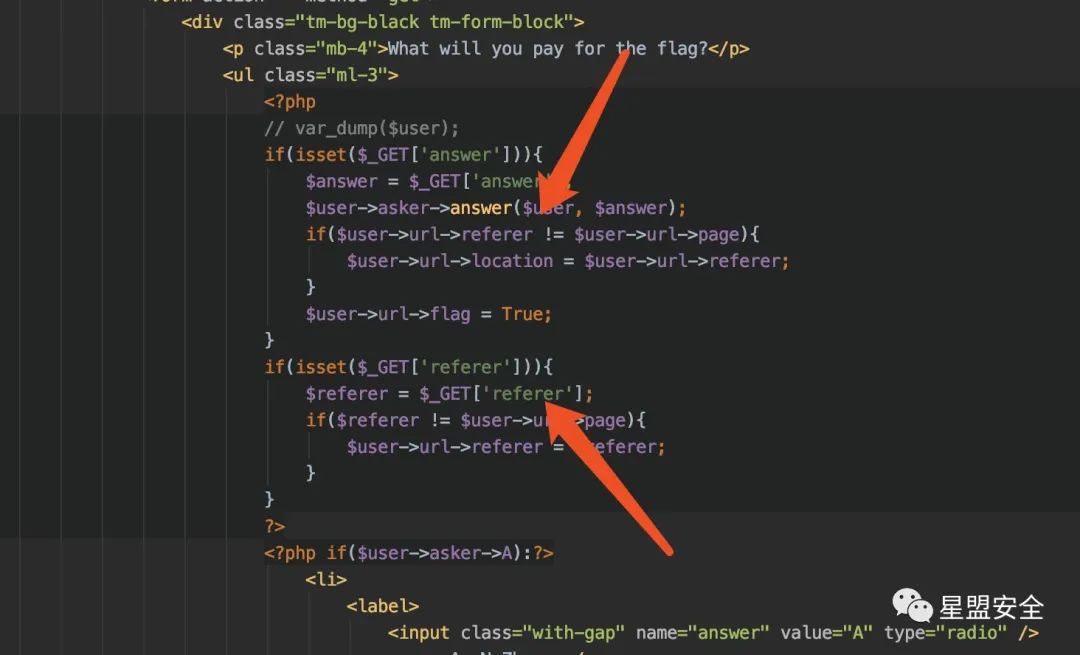 <div class="tm-bg-black tm-form-block">
<p class="mb-4">What will you pay for the flag?</p>
<ul class="ml-3">
<?php
// var_dump($user);
if(isset($_GET['answer'])){
$answer = $_GET['answer'];
$user->asker->answer($user, $answer);
if($user->url->referer != $user->url->page){
$user->url->location = $user->url->referer;
}
$user->url->flag = True;
}
if(isset($_GET['referer'])){
$referer = $_GET['referer'];
if($referer != $user->url->page){
$user->url->referer = $referer;
}
}
?>
<?php if($user->asker->A):?>
<li>
<label>
<input class="with-gap" name="answer" value="A" type="radio" />
星盟安全